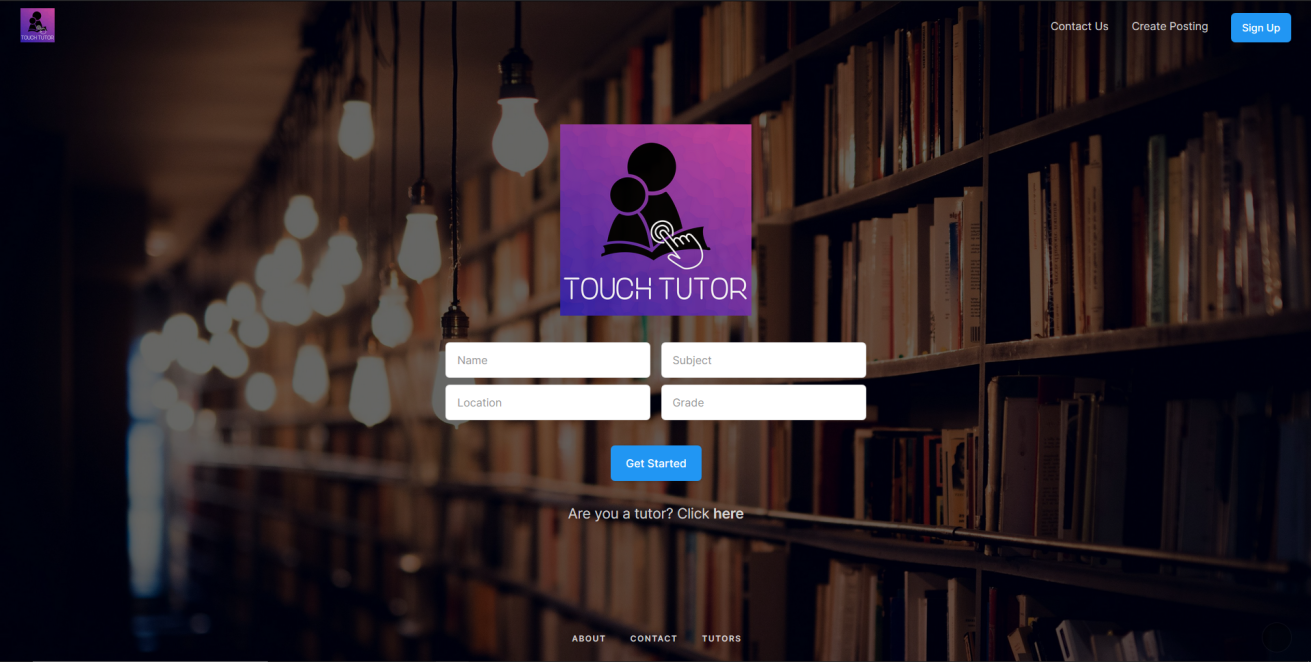 TOUCH TUTOR
Contact Us
Create Posting
Sign Up
TOUCH TUTOR
Name
Subject
Location
Grade
Get Started
Are you a tutor? Click here
ABOUT
CONTACT
TUTORS